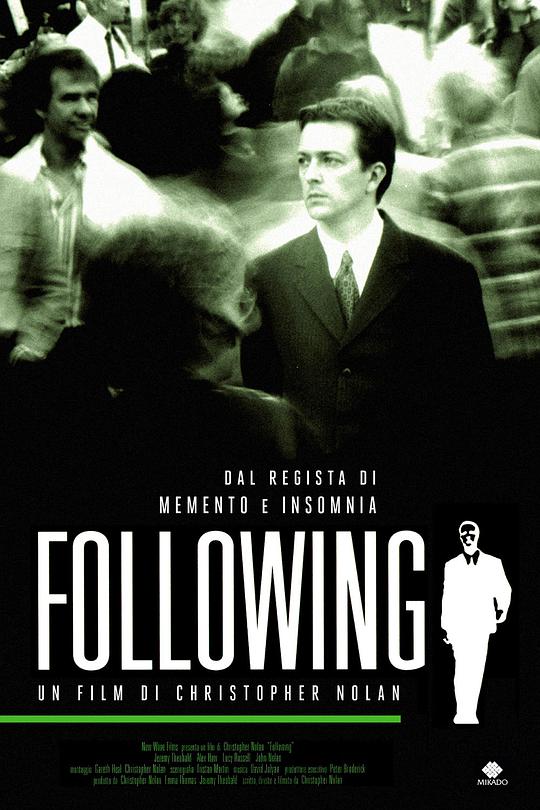 DAL REGISTA DI
MEMENTO E INSOMNIA
FOLLOWING
UN FILM DI CHRISTOPHER NOLAN
New Wave Films presenta un film di Christopher Nolan "Following"
Jeremy Theobald Alex Haw Lucy Russell John Nolan
montaggio Gareth Heal Christopher Nolan scenografia Tristan Martin musica David Julyan produttore esecutivo Peter Broderick
prodotto da Christopher Nolan Emma Thomas Jeremy Theobald scritto, diretto e filmato da Christopher Nolan
MIKADO